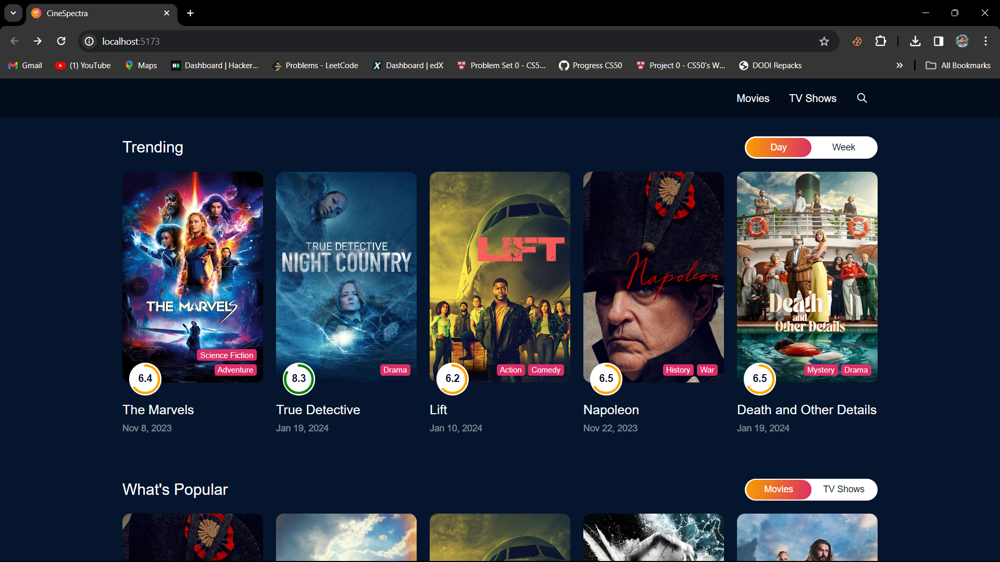 CineSpectra
localhost:5173
Gmail
(1) YouTube
Maps
Dashboard | Hacker...
Problems - LeetCode
Dashboard | edX
Problem Set 0 - CS5...
Progress CS50
Project 0 - CS50's W...
DODI Repacks
All Bookmarks
Movies
TV Shows
Trending
Day
Week
THE MARVELS
Science Fiction
Adventure
6.4
The Marvels
Nov 8, 2023
TRUE DETECTIVE
NIGHT COUNTRY
Drama
8.3
True Detective
Jan 19, 2024
LIFT
Action
Comedy
6.2
Lift
Jan 10, 2024
Napoleon
History
War
6.5
Napoleon
Nov 22, 2023
Death
and
Other Details
Mystery
Drama
6.5
Death and Other Details
Jan 19, 2024
What's Popular
Movies
TV Shows